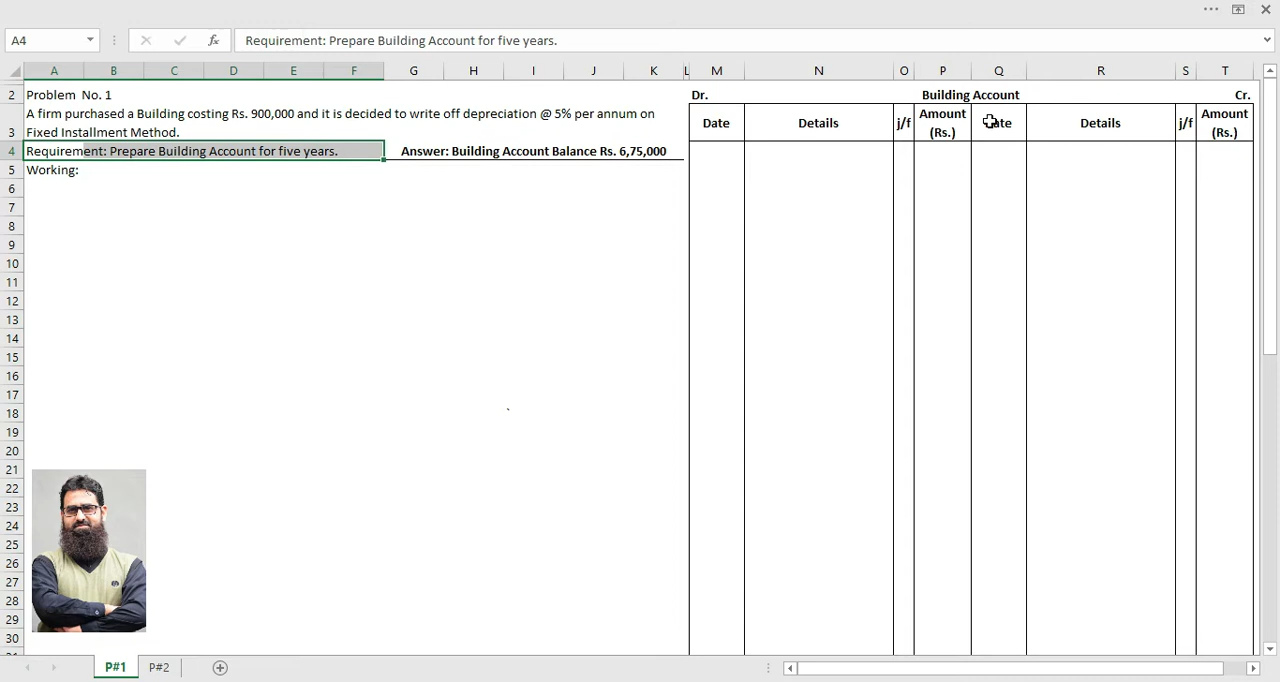 A4
fx
Requirement: Prepare Building Account for five years.
A B C D E F G H I J K L M N O P Q R S T
2 Problem No. 1 Dr. Building Account Cr.
A firm purchased a Building costing Rs. 900,000 and it is decided to write off depreciation @ 5% per annum on
3 Fixed Installment Method.
Date Details j/f Amount (Rs.) Date Details j/f Amount (Rs.)
4 Requirement: Prepare Building Account for five years. Answer: Building Account Balance Rs. 6,75,000
5 Working:
6
7
8
9
10
11
12
13
14
15
16
17
18
19
20
21
22
23
24
25
26
27
28
29
30
P#1 P#2